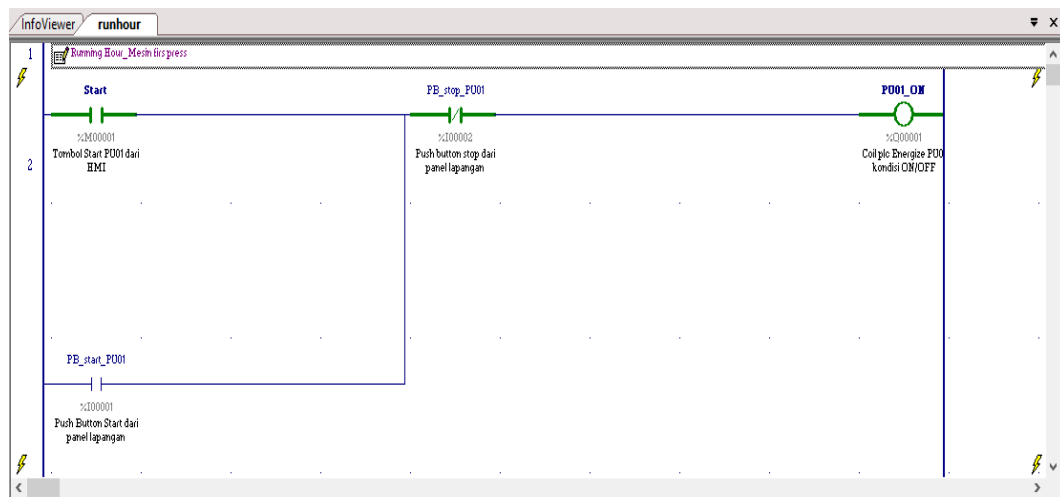 InfoViewer
runhour
1
Running Hour_Mesin firs press
Start
PB_stop_PU01
PU01_ON
%M00001
%I00002
%Q00001
Tombol Start PU01 dari
HMI
Push button stop dari
panel lapangan
Coil plc Energize PU0
kondisi ON/OFF
2
PB_start_PU01
%I00001
Push Button Start dari
panel lapangan